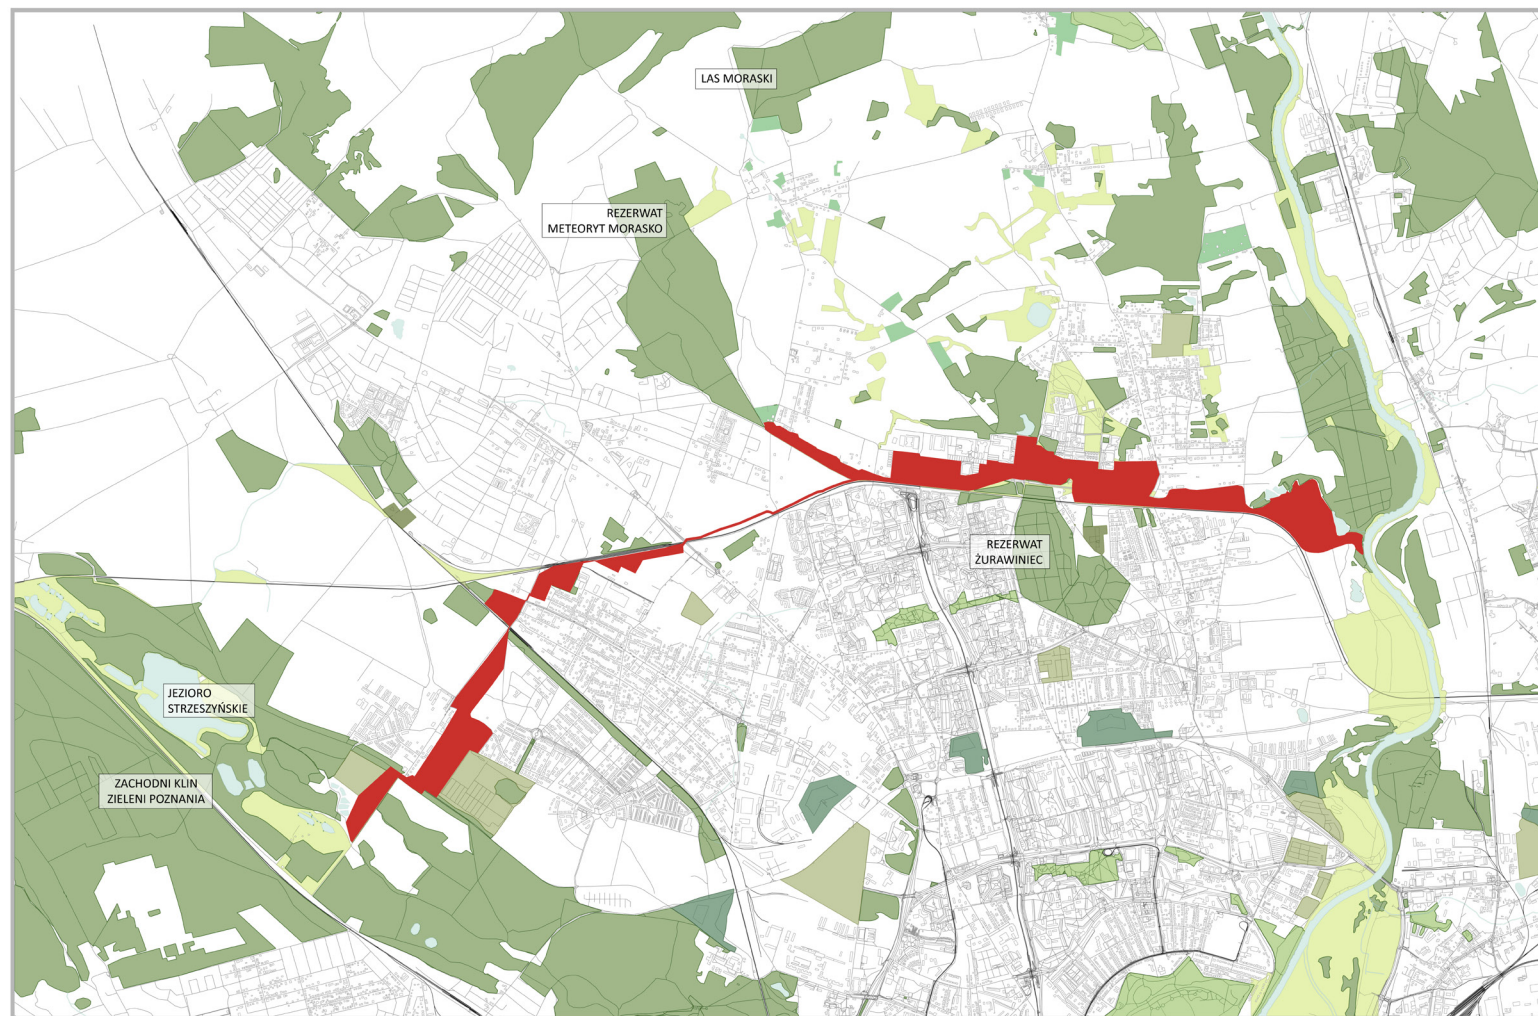 LAS MORASKI
REZERWAT
METEORYT MORASKO
REZERWAT
ŻURAWINIEC
JEZIORO
STRZESZYŃSKIE
ZACHODNI KLIN
ZIELENI POZNANIA